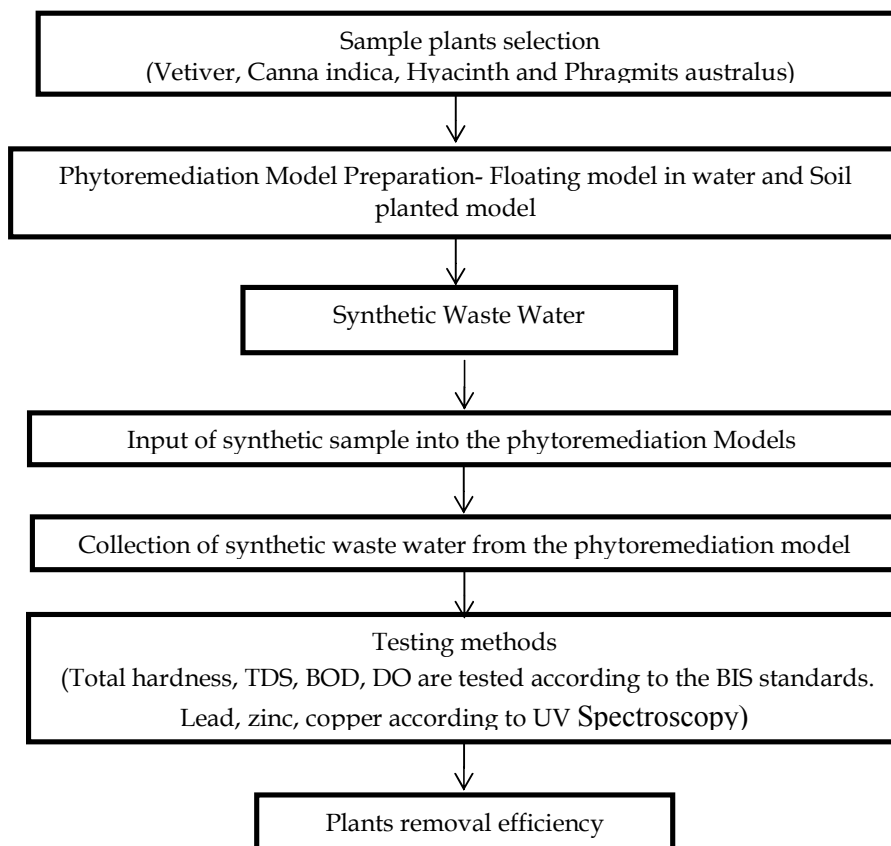 Sample plants selection
(Vetiver, Canna indica, Hyacinth and Phragmits australus)
Phytoremediation Model Preparation- Floating model in water and Soil
planted model
Synthetic Waste Water
Input of synthetic sample into the phytoremediation Models
Collection of synthetic waste water from the phytoremediation model
Testing methods
(Total hardness, TDS, BOD, DO are tested according to the BIS standards.
Lead, zinc, copper according to UV Spectroscopy)
Plants removal efficiency